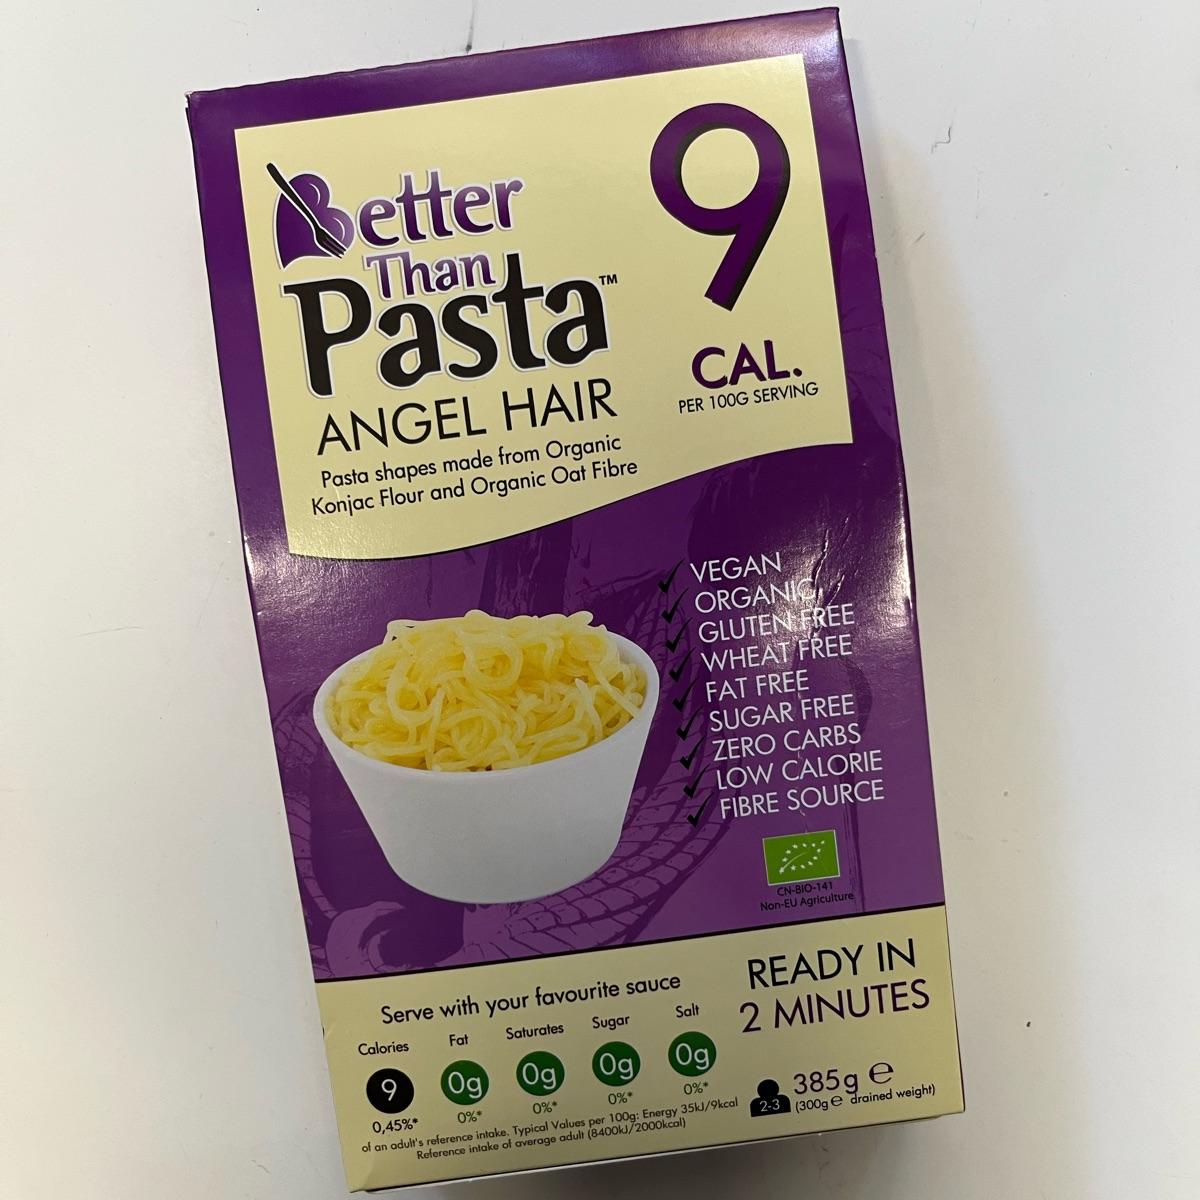 Better
Than
Pasta™
ANGEL HAIR
Pasta shapes made from Organic
Konjac Flour and Organic Oat Fibre
9
CAL.
PER 100G SERVING
VEGAN
ORGANIC
GLUTEN FREE
WHEAT FREE
FAT FREE
SUGAR FREE
ZERO CARBS
LOW CALORIE
FIBRE SOURCE
CN-BIO-141
Non-EU Agriculture
READY IN
2 MINUTES
Serve with your favourite sauce
Calories Fat Saturates Sugar Salt
9 0g 0g 0g 0g
0,45%* 0%* 0%* 0%* 0%*
of an adult's reference intake. Typical Values per 100g: Energy 35kJ/9kcal
Reference intake of average adult (8400kJ/2000kcal)
2-3
385g e
(300g e drained weight)